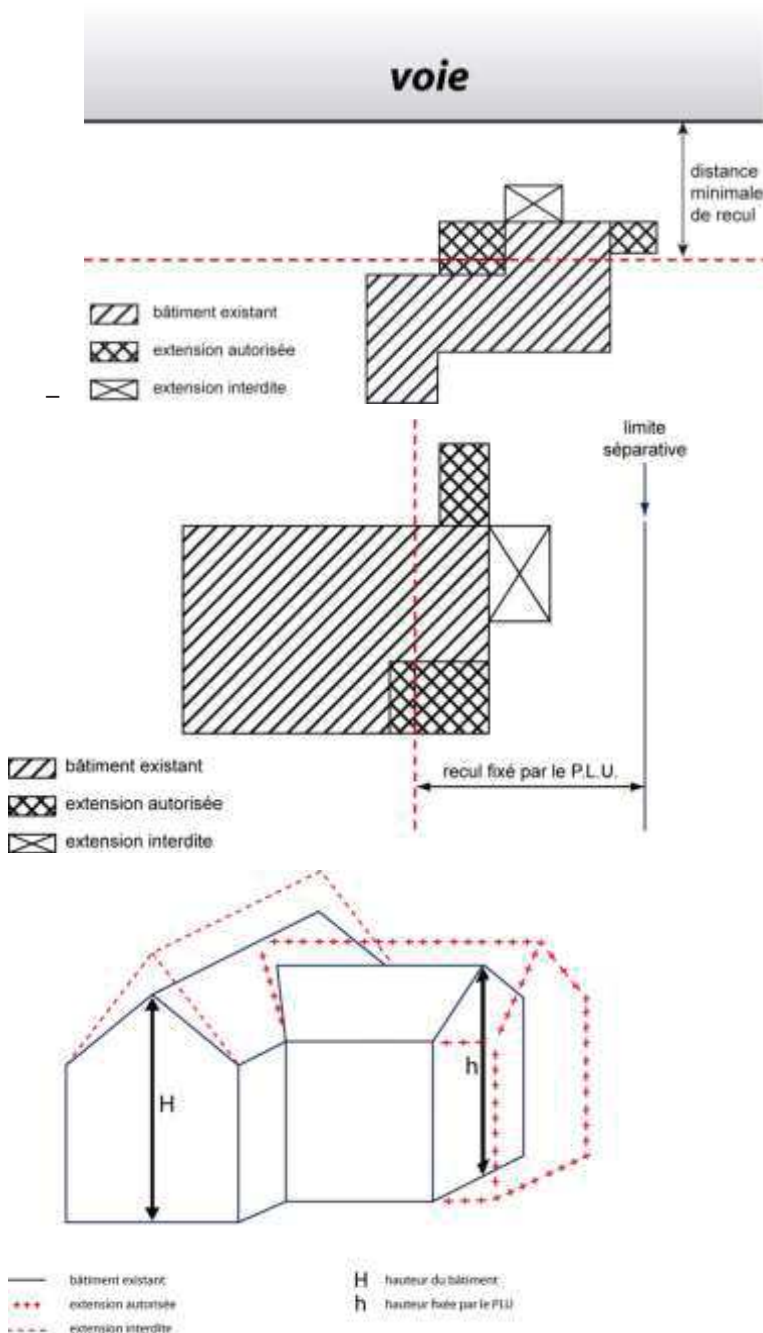 voie
distance
minimale
de recul
bâtiment existant
extension autorisée
extension interdite
limite
séparative
bâtiment existant
recul fixé par le P.L.U.
extension autorisée
extension interdite
H
h
bâtiment existant
H hauteur du bâtiment
extension autorisée
h hauteur fixée par le PLU
extension interdite